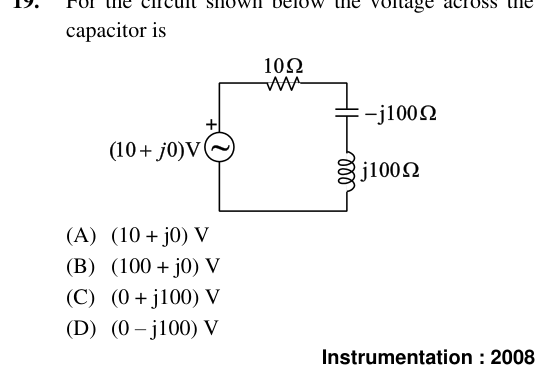 19. For the circuit shown below the voltage across the
capacitor is
10Ω
+
−j100Ω
(10 + j0)V
j100Ω
(A) (10 + j0) V
(B) (100 + j0) V
(C) (0 + j100) V
(D) (0 – j100) V
Instrumentation : 2008